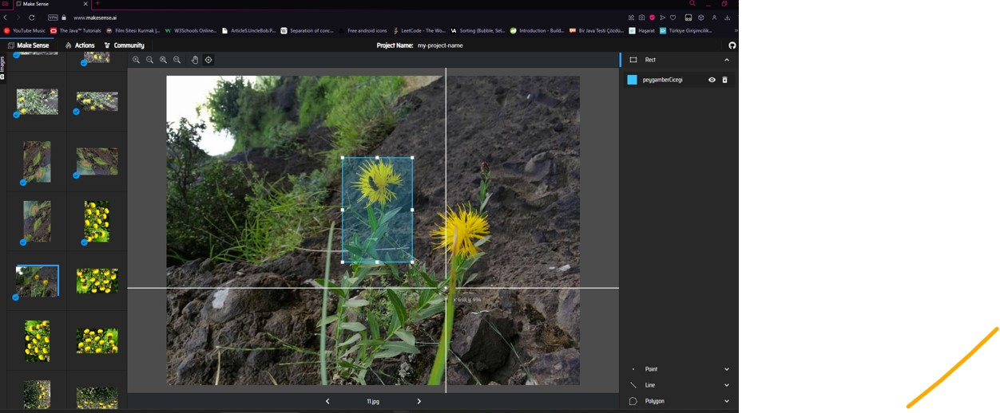 Make Sense
VPN www.makesense.ai
YouTube Music The Java™ Tutorials Film Sitesi Kurmak |... W3Schools Online... ArticleS.UncleBob.P... Separation of conc... Free android icons LeetCode - The Wo... Sorting (Bubble, Sel... Introduction - Build... Bir Java Testi Çözdü... Haşarat Türkiye Girişimcilik...
Make Sense Actions Community Project Name: my-project-name
Images
Rect
peygamberCicegi
x: 648, y: 494
Point
Line
Polygon
11.jpg